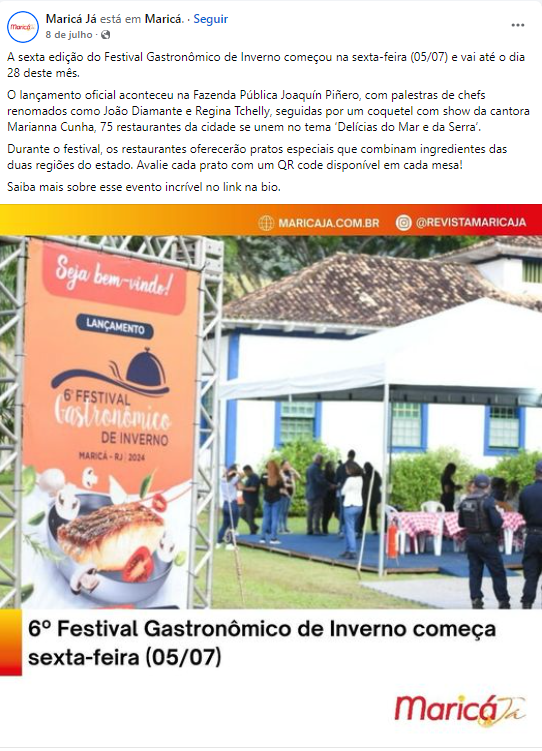 Maricá Já está em Maricá. · Seguir
8 de julho ·
A sexta edição do Festival Gastronômico de Inverno começou na sexta-feira (05/07) e vai até o dia
28 deste mês.
O lançamento oficial aconteceu na Fazenda Pública Joaquín Piñero, com palestras de chefs
renomados como João Diamante e Regina Tchelly, seguidas por um coquetel com show da cantora
Marianna Cunha, 75 restaurantes da cidade se unem no tema ‘Delícias do Mar e da Serra’.
Durante o festival, os restaurantes oferecerão pratos especiais que combinam ingredientes das
duas regiões do estado. Avalie cada prato com um QR code disponível em cada mesa!
Saiba mais sobre esse evento incrível no link na bio.
MARICAJA.COM.BR @REVISTAMARICAJA
Seja bem-vindo!
LANÇAMENTO
6º FESTIVAL
Gastronômico
DE INVERNO
MARICÁ - RJ | 2024
6º Festival Gastronômico de Inverno começa
sexta-feira (05/07)
Maricá Já